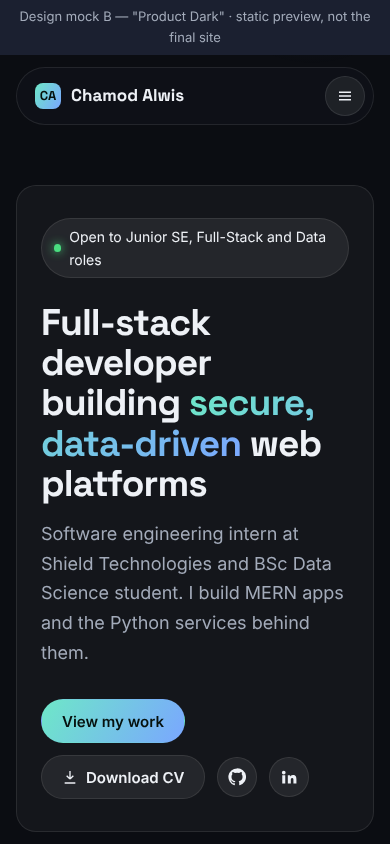 Design mock B — "Product Dark" · static preview, not the
final site
CA Chamod Alwis
Open to Junior SE, Full-Stack and Data
roles
Full-stack
developer
building secure,
data-driven web
platforms
Software engineering intern at
Shield Technologies and BSc Data
Science student. I build MERN apps
and the Python services behind
them.
View my work
Download CV
in